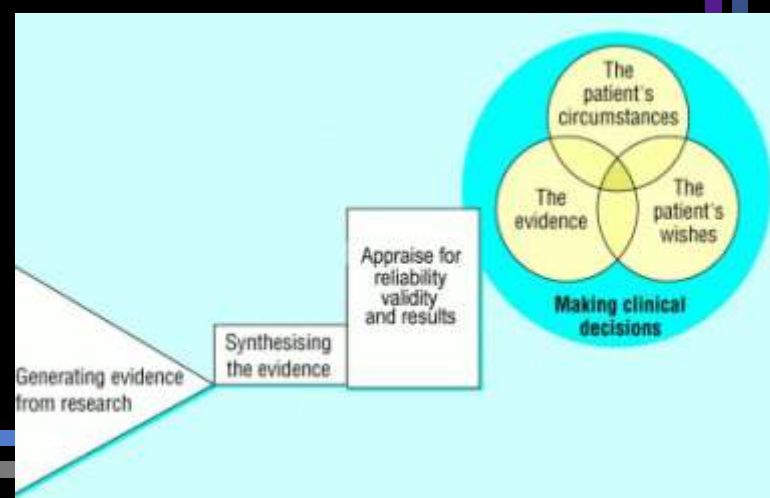 Generating evidence
from research
Synthesising
the evidence
Appraise for
reliability
validity
and results
The
patient's
circumstances
The
evidence
The
patient's
wishes
Making clinical
decisions